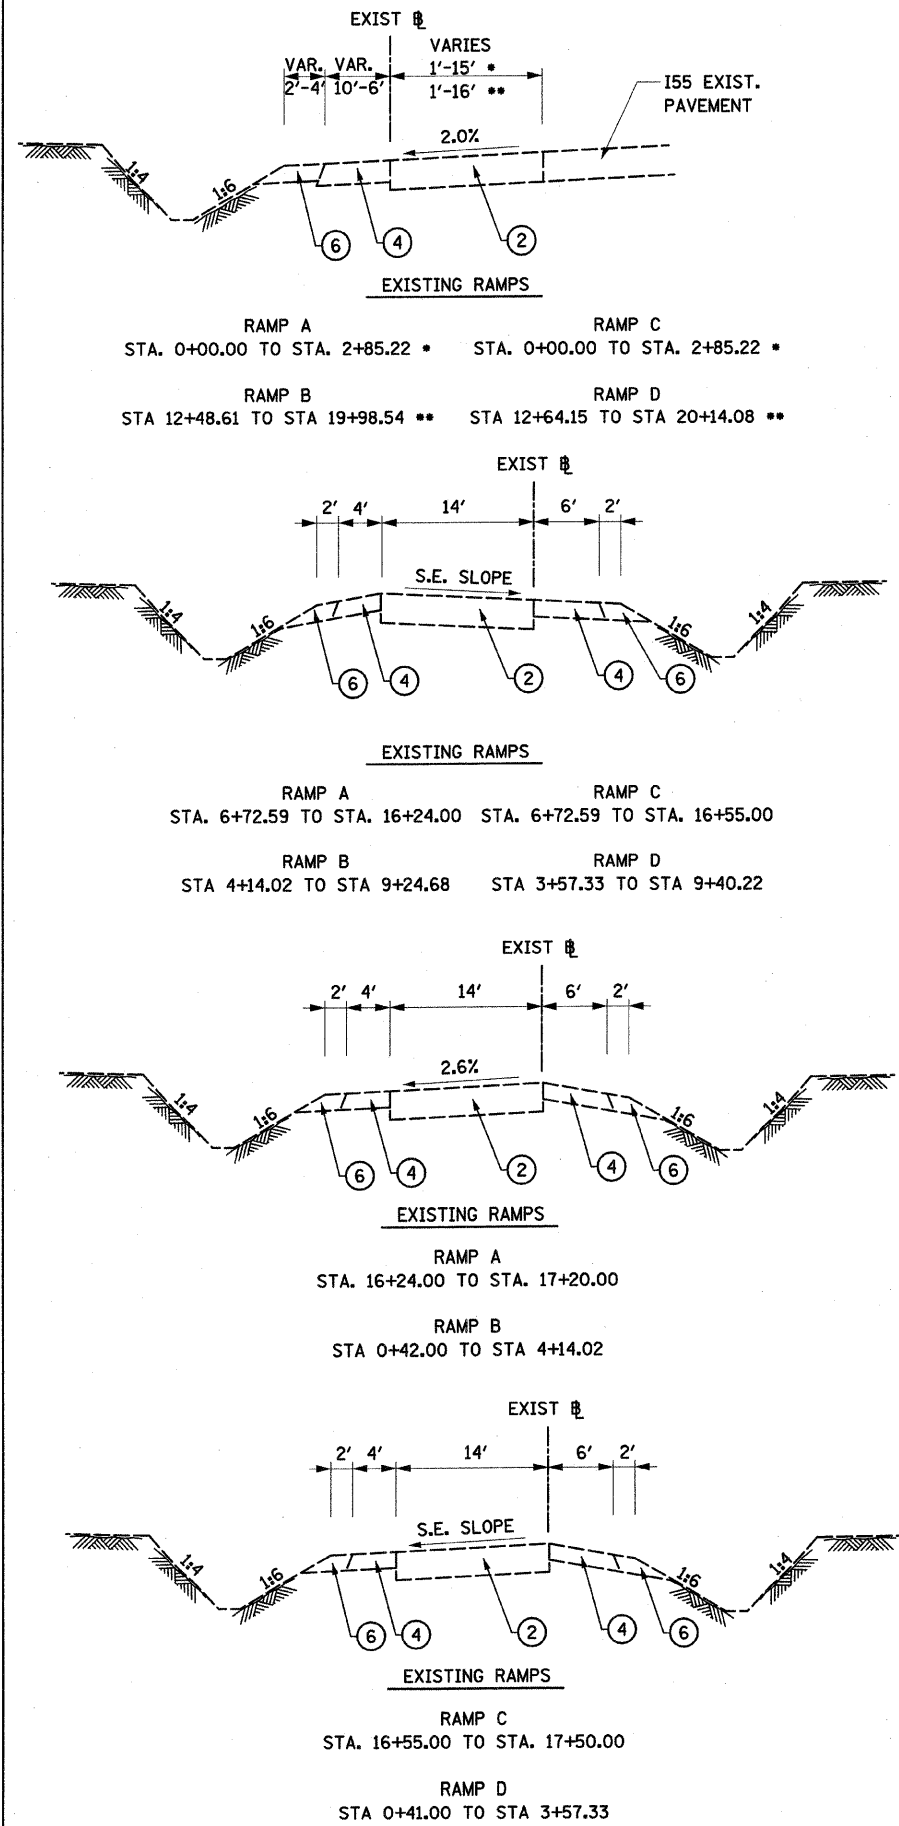 EXIST ℄
VARIES
VAR. VAR. 1'-15' *
2'-4' 10'-6' 1'-16' **
I55 EXIST.
PAVEMENT
2.0%
1:4
1:6
6 4 2
EXISTING RAMPS
RAMP A RAMP C
STA. 0+00.00 TO STA. 2+85.22 * STA. 0+00.00 TO STA. 2+85.22 *
RAMP B RAMP D
STA 12+48.61 TO STA 19+98.54 ** STA 12+64.15 TO STA 20+14.08 **
EXIST ℄
2' 4' 14' 6' 2'
S.E. SLOPE
1:4 1:6 1:6 1:4
6 4 2 4 6
EXISTING RAMPS
RAMP A RAMP C
STA. 6+72.59 TO STA. 16+24.00 STA. 6+72.59 TO STA. 16+55.00
RAMP B RAMP D
STA 4+14.02 TO STA 9+24.68 STA 3+57.33 TO STA 9+40.22
EXIST ℄
2' 4' 14' 6' 2'
2.6%
1:4 1:6 1:6 1:4
6 4 2 4 6
EXISTING RAMPS
RAMP A
STA. 16+24.00 TO STA. 17+20.00
RAMP B
STA 0+42.00 TO STA 4+14.02
EXIST ℄
2' 4' 14' 6' 2'
S.E. SLOPE
1:4 1:6 1:6 1:4
6 4 2 4 6
EXISTING RAMPS
RAMP C
STA. 16+55.00 TO STA. 17+50.00
RAMP D
STA 0+41.00 TO STA 3+57.33